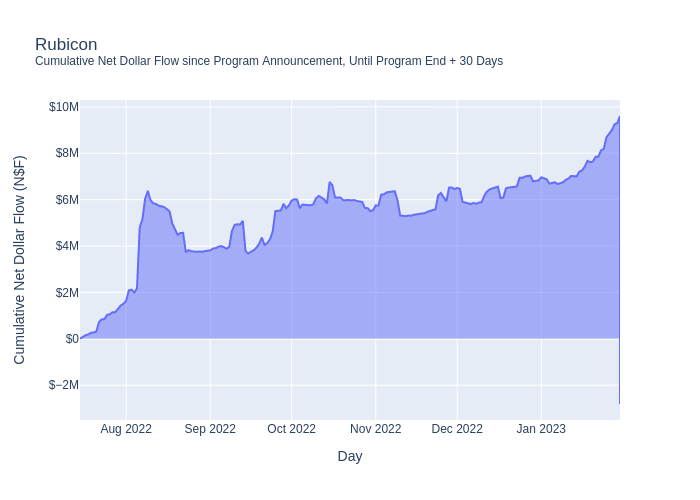 Rubicon
Cumulative Net Dollar Flow since Program Announcement, Until Program End + 30 Days
Cumulative Net Dollar Flow (N$F)
$10M
$8M
$6M
$4M
$2M
$0
$−2M
Aug 2022 Sep 2022 Oct 2022 Nov 2022 Dec 2022 Jan 2023
Day